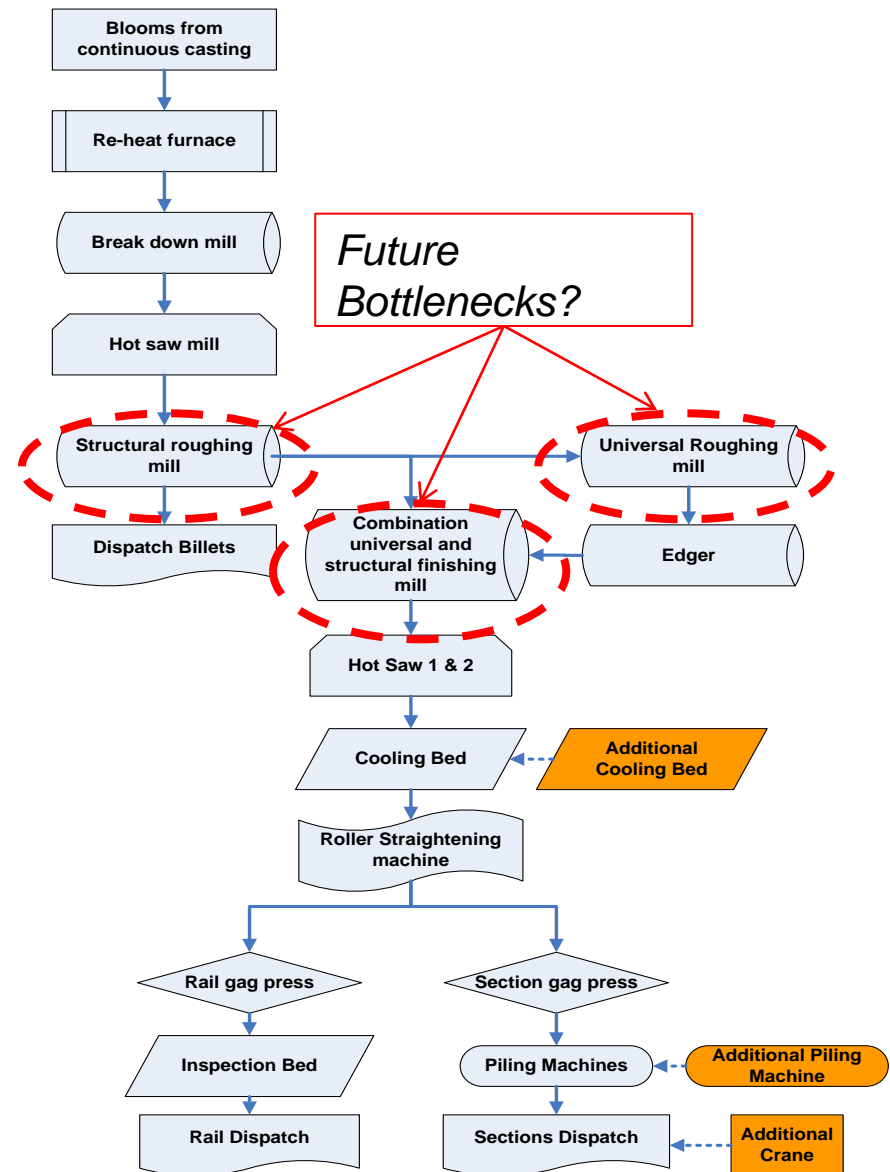 Blooms from
continuous casting
Re-heat furnace
Break down mill
Future
Bottlenecks?
Hot saw mill
Structural roughing
mill
Universal Roughing
mill
Dispatch Billets
Combination
universal and
structural finishing
mill
Edger
Hot Saw 1 & 2
Cooling Bed
Additional
Cooling Bed
Roller Straightening
machine
Rail gag press
Section gag press
Inspection Bed
Piling Machines
Additional Piling
Machine
Rail Dispatch
Sections Dispatch
Additional
Crane